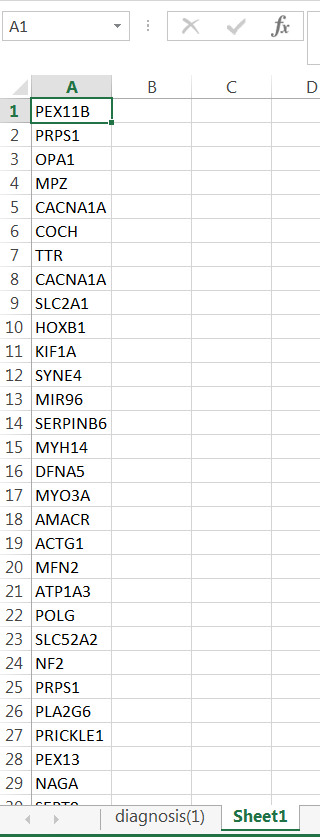 A1
fx
A B C D
1 PEX11B
2 PRPS1
3 OPA1
4 MPZ
5 CACNA1A
6 COCH
7 TTR
8 CACNA1A
9 SLC2A1
10 HOXB1
11 KIF1A
12 SYNE4
13 MIR96
14 SERPINB6
15 MYH14
16 DFNA5
17 MYO3A
18 AMACR
19 ACTG1
20 MFN2
21 ATP1A3
22 POLG
23 SLC52A2
24 NF2
25 PRPS1
26 PLA2G6
27 PRICKLE1
28 PEX13
29 NAGA
diagnosis(1) Sheet1